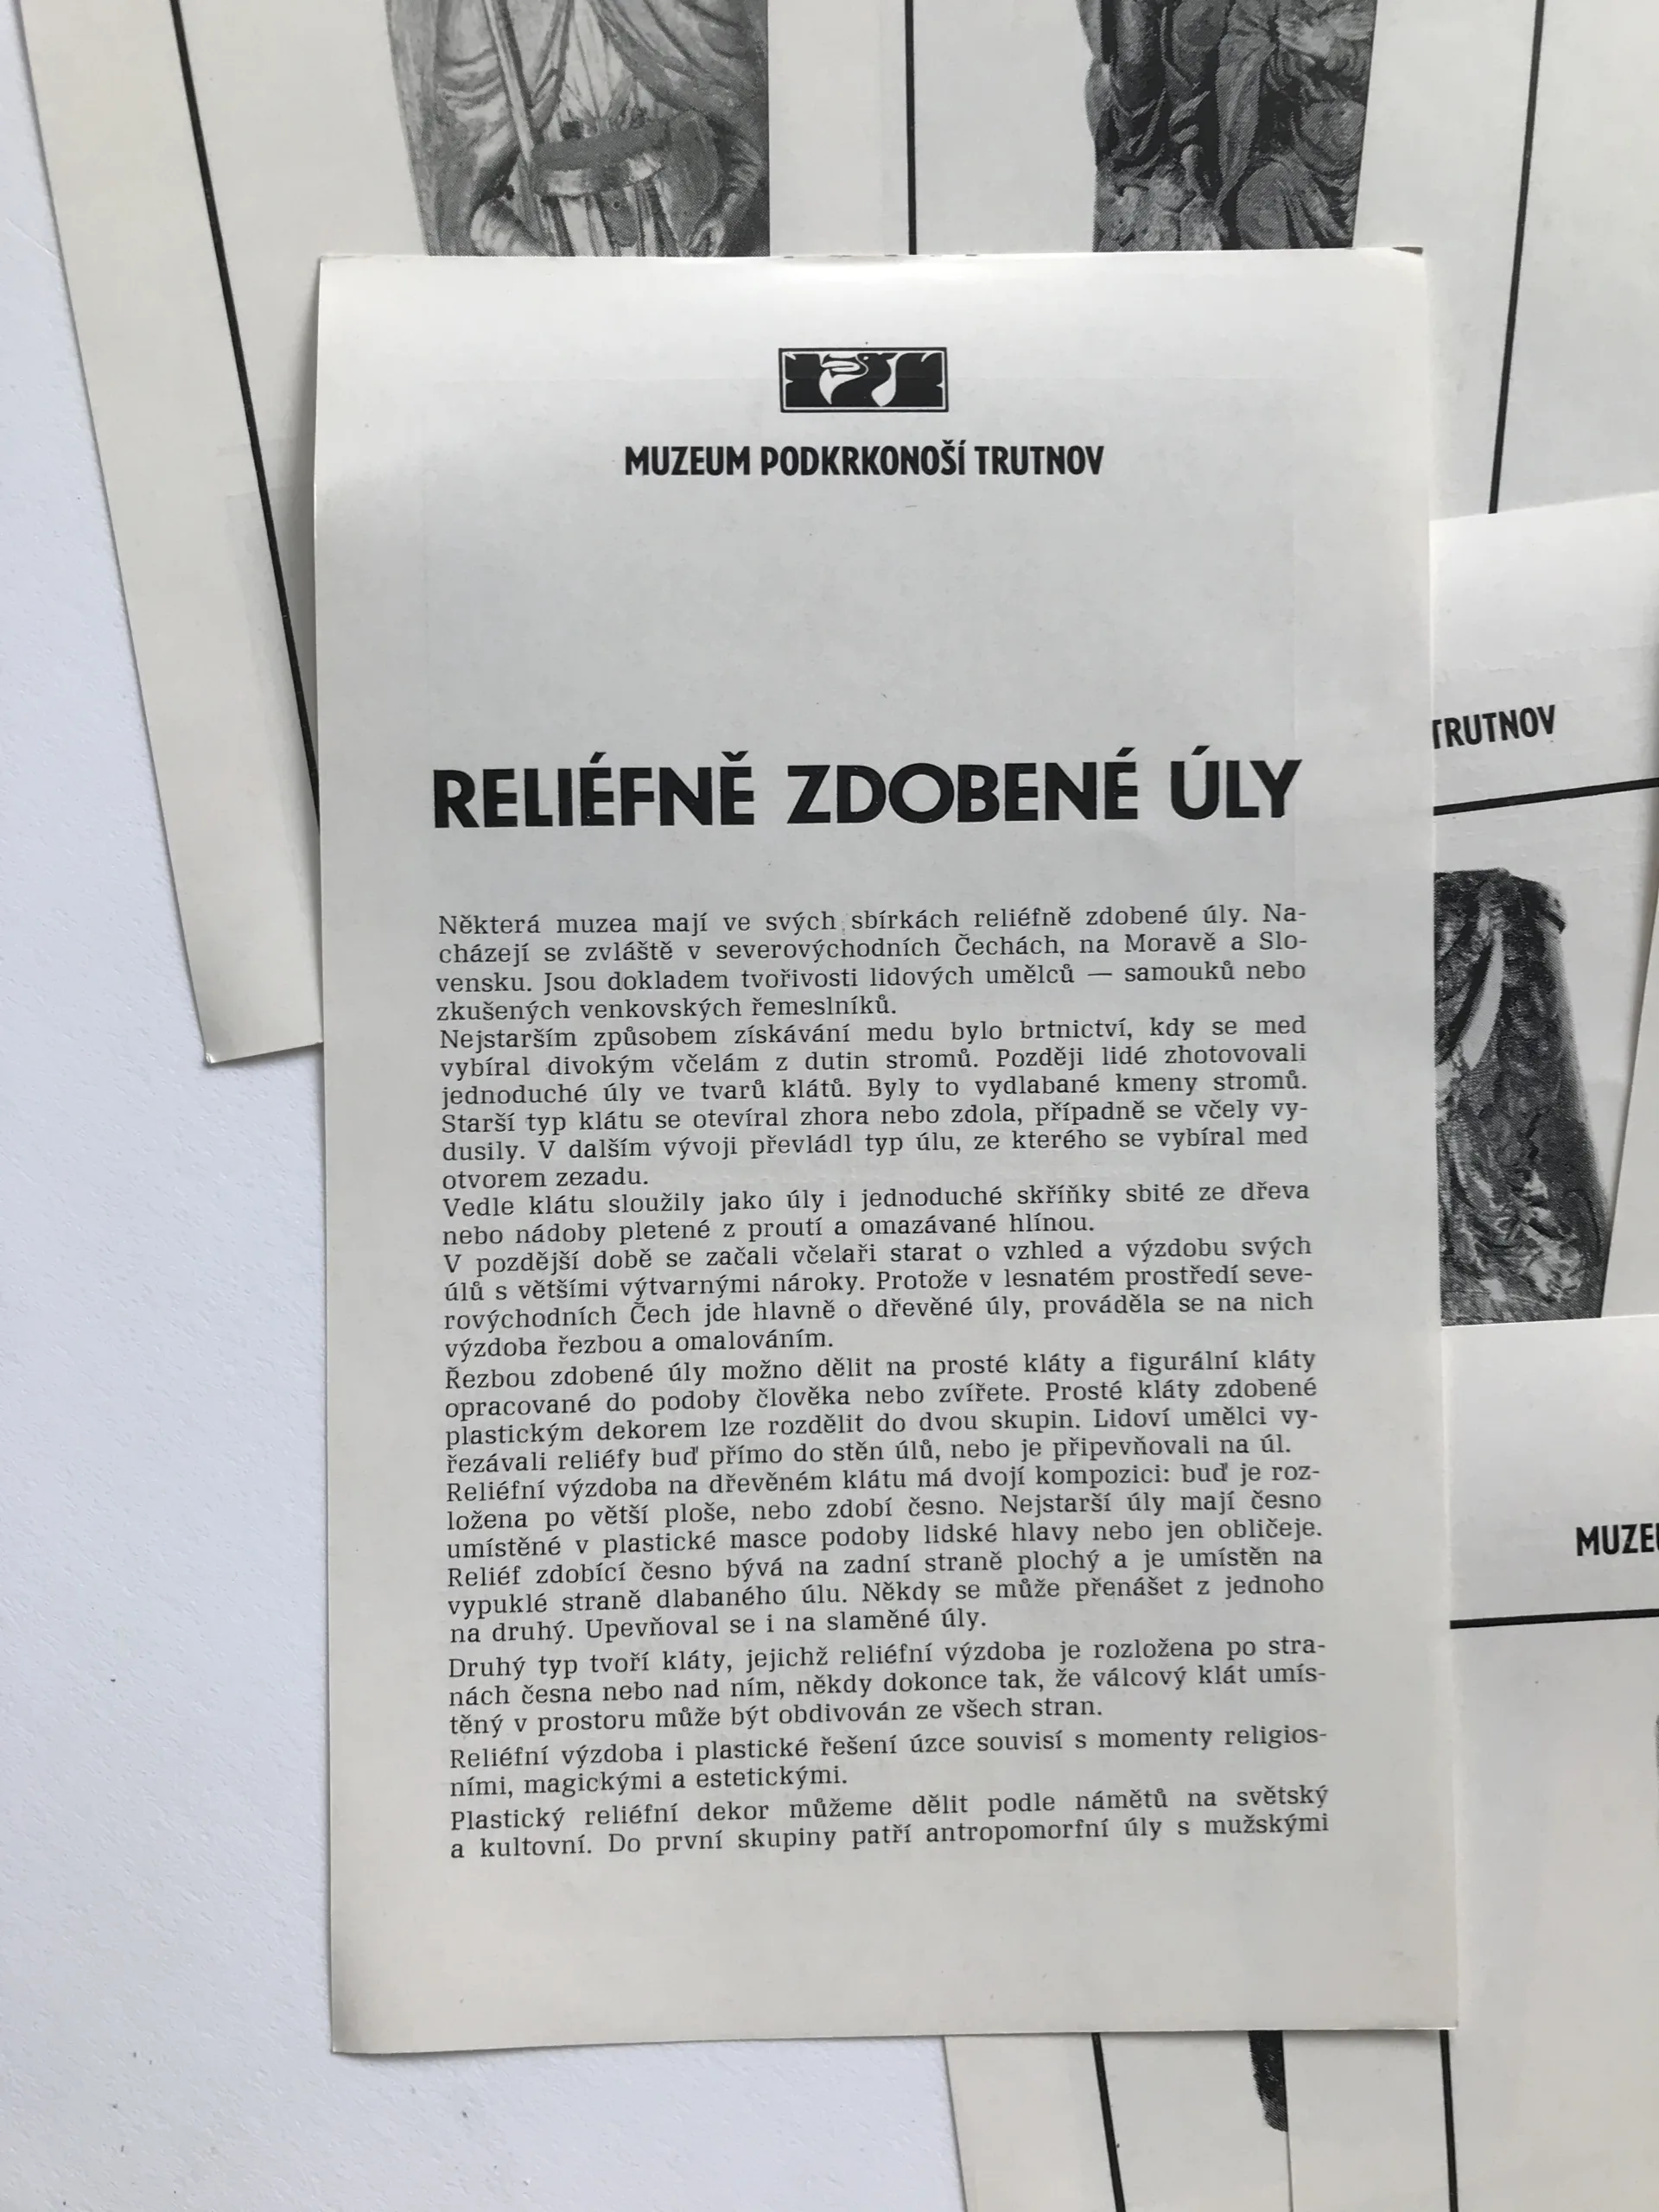 MUZEUM PODKRKONOŠÍ TRUTNOV
RELIÉFNĚ ZDOBENÉ ÚLY
Některá muzea mají ve svých sbírkách reliéfně zdobené úly. Na-
cházejí se zvláště v severovýchodních Čechách, na Moravě a Slo-
vensku. Jsou dokladem tvořivosti lidových umělců — samouků nebo
zkušených venkovských řemeslníků.
Nejstarším způsobem získávání medu bylo brtnictví, kdy se med
vybíral divokým včelám z dutin stromů. Později lidé zhotovovali
jednoduché úly ve tvarů klátů. Byly to vydlabané kmeny stromů.
Starší typ klátu se otevíral zhora nebo zdola, případně se včely vy-
dusily. V dalším vývoji převládl typ úlu, ze kterého se vybíral med
otvorem zezadu.
Vedle klátu sloužily jako úly i jednoduché skříňky sbité ze dřeva
nebo nádoby pletené z proutí a omazávané hlínou.
V pozdější době se začali včelaři starat o vzhled a výzdobu svých
úlů s většími výtvarnými nároky. Protože v lesnatém prostředí seve-
rovýchodních Čech jde hlavně o dřevěné úly, prováděla se na nich
výzdoba řezbou a omalováním.
Řezbou zdobené úly možno dělit na prosté kláty a figurální kláty
opracované do podoby člověka nebo zvířete. Prosté kláty zdobené
plastickým dekorem lze rozdělit do dvou skupin. Lidoví umělci vy-
řezávali reliéfy buď přímo do stěn úlů, nebo je připevňovali na úl.
Reliéfní výzdoba na dřevěném klátu má dvojí kompozici: buď je roz-
ložena po větší ploše, nebo zdobí česno. Nejstarší úly mají česno
umístěné v plastické masce podoby lidské hlavy nebo jen obličeje.
Reliéf zdobící česno bývá na zadní straně plochý a je umístěn na
vypuklé straně dlabaného úlu. Někdy se může přenášet z jednoho
na druhý. Upevňoval se i na slaměné úly.
Druhý typ tvoří kláty, jejichž reliéfní výzdoba je rozložena po stra-
nách česna nebo nad ním, někdy dokonce tak, že válcový klát umís-
těný v prostoru může být obdivován ze všech stran.
Reliéfní výzdoba i plastické řešení úzce souvisí s momenty religios-
ními, magickými a estetickými.
Plastický reliéfní dekor můžeme dělit podle námětů na světský
a kultovní. Do první skupiny patří antropomorfní úly s mužskými
TRUTNOV